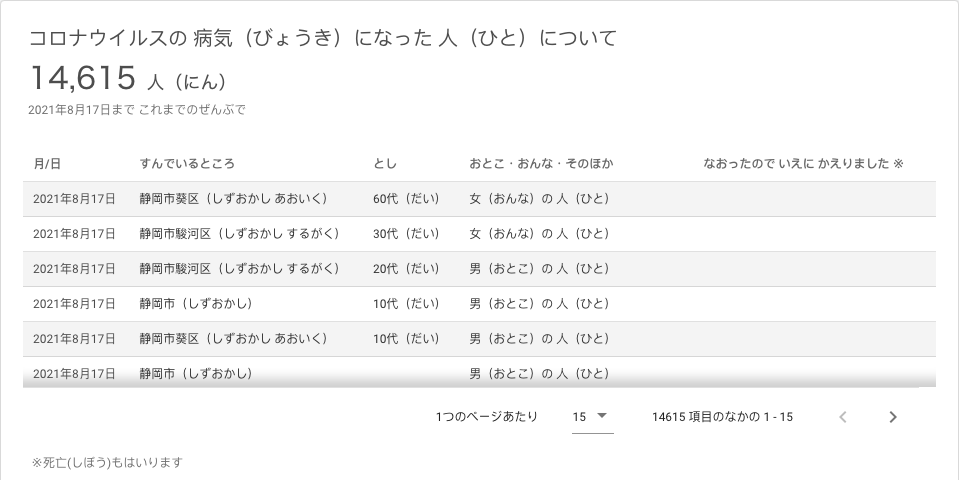 コロナウイルスの 病気（びょうき）になった 人（ひと）について
14,615 人（にん）
2021年8月17日まで これまでのぜんぶで
月/日 すんでいるところ とし おとこ・おんな・そのほか なおったので いえに かえりました ※
2021年8月17日 静岡市葵区（しずおかし あおいく） 60代（だい） 女（おんな）の 人（ひと）
2021年8月17日 静岡市駿河区（しずおかし するがく） 30代（だい） 女（おんな）の 人（ひと）
2021年8月17日 静岡市駿河区（しずおかし するがく） 20代（だい） 男（おとこ）の 人（ひと）
2021年8月17日 静岡市（しずおかし） 10代（だい） 男（おとこ）の 人（ひと）
2021年8月17日 静岡市葵区（しずおかし あおいく） 10代（だい） 男（おとこ）の 人（ひと）
2021年8月17日 静岡市（しずおかし） 男（おとこ）の 人（ひと）
1つのページあたり 15 14615 項目のなかの 1 - 15
※死亡(しぼう)もはいります